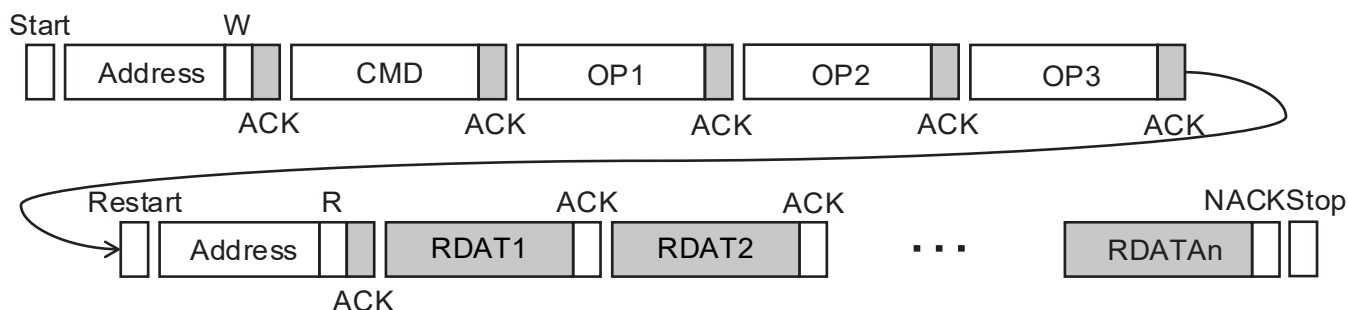 Start W
Address CMD OP1 OP2 OP3
ACK ACK ACK ACK ACK
Restart R ACK ACK NACK Stop
Address RDAT1 RDAT2 ... RDATAn
ACK